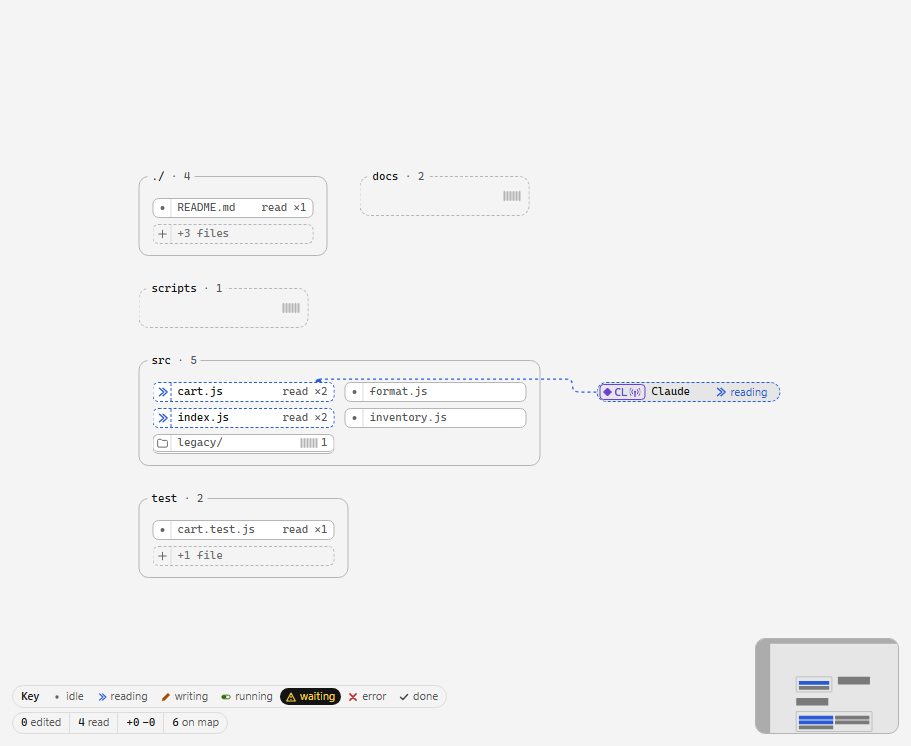 ./ · 4
docs · 2
README.md read ×1
+3 files
scripts · 1
src · 5
cart.js read ×2
format.js
CL Claude reading
index.js read ×2
inventory.js
legacy/ 1
test · 2
cart.test.js read ×1
+1 file
Key idle reading writing running waiting error done
0 edited 4 read +0 −0 6 on map